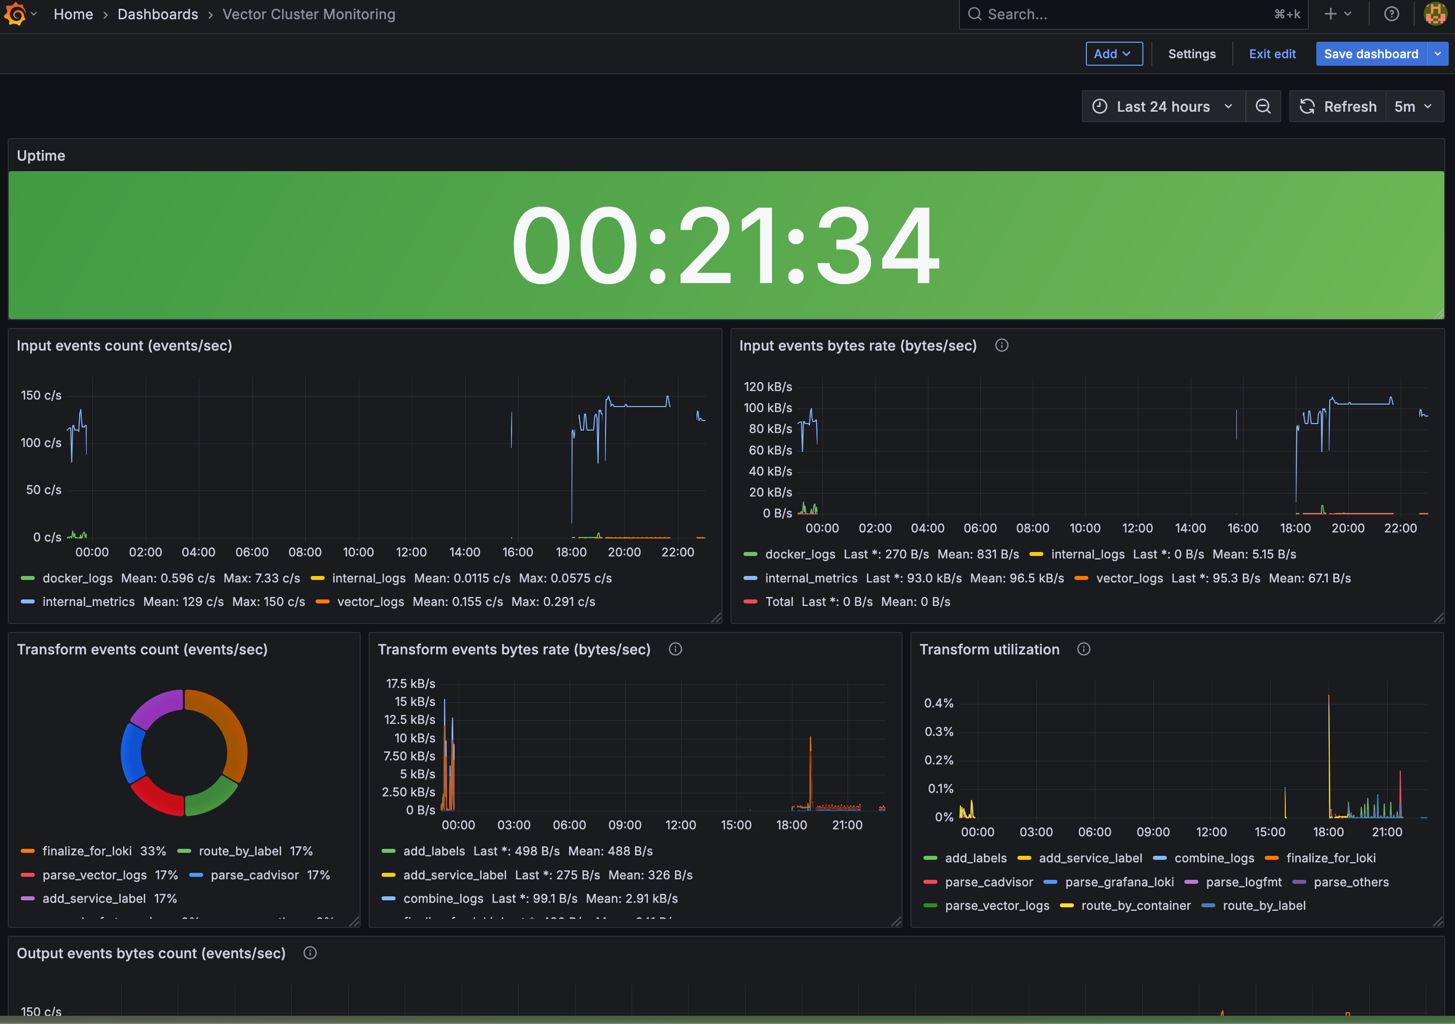 Home › Dashboards › Vector Cluster Monitoring
Search... ⌘+k
Add Settings Exit edit Save dashboard
Last 24 hours Refresh 5m
Uptime
00:21:34
Input events count (events/sec)
150 c/s
100 c/s
50 c/s
0 c/s
00:00 02:00 04:00 06:00 08:00 10:00 12:00 14:00 16:00 18:00 20:00 22:00
docker_logs Mean: 0.596 c/s Max: 7.33 c/s internal_logs Mean: 0.0115 c/s Max: 0.0575 c/s
internal_metrics Mean: 129 c/s Max: 150 c/s vector_logs Mean: 0.155 c/s Max: 0.291 c/s
Input events bytes rate (bytes/sec)
120 kB/s
100 kB/s
80 kB/s
60 kB/s
40 kB/s
20 kB/s
0 B/s
00:00 02:00 04:00 06:00 08:00 10:00 12:00 14:00 16:00 18:00 20:00 22:00
docker_logs Last *: 270 B/s Mean: 831 B/s internal_logs Last *: 0 B/s Mean: 5.15 B/s
internal_metrics Last *: 93.0 kB/s Mean: 96.5 kB/s vector_logs Last *: 95.3 B/s Mean: 67.1 B/s
Total Last *: 0 B/s Mean: 0 B/s
Transform events count (events/sec)
finalize_for_loki 33% route_by_label 17%
parse_vector_logs 17% parse_cadvisor 17%
add_service_label 17%
Transform events bytes rate (bytes/sec)
17.5 kB/s
15 kB/s
12.5 kB/s
10 kB/s
7.50 kB/s
5 kB/s
2.50 kB/s
0 B/s
00:00 03:00 06:00 09:00 12:00 15:00 18:00 21:00
add_labels Last *: 498 B/s Mean: 488 B/s
add_service_label Last *: 275 B/s Mean: 326 B/s
combine_logs Last *: 99.1 B/s Mean: 2.91 kB/s
Transform utilization
0.4%
0.3%
0.2%
0.1%
0%
00:00 03:00 06:00 09:00 12:00 15:00 18:00 21:00
add_labels add_service_label combine_logs finalize_for_loki
parse_cadvisor parse_grafana_loki parse_logfmt parse_others
parse_vector_logs route_by_container route_by_label
Output events bytes count (events/sec)
150 c/s